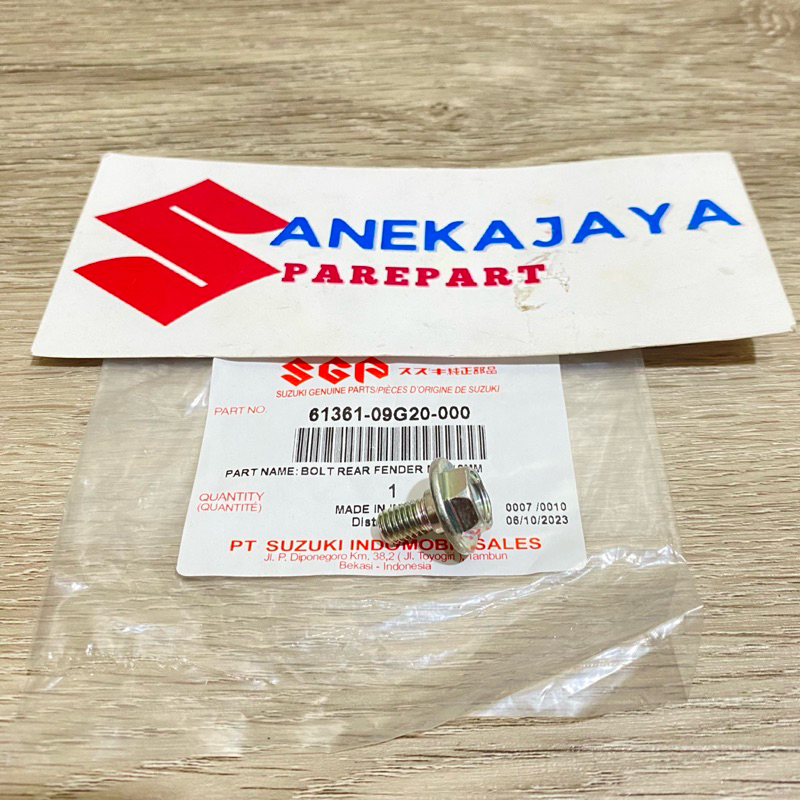 ANEKAJAYA
PAREPART
SGP スズキ純正部品
SUZUKI GENUINE PARTS/PIÈCES D'ORIGINE DE SUZUKI
PART NO. 61361-09G20-000
PART NAME: BOLT REAR FENDER
QUANTITY 1
(QUANTITÉ)
MADE IN 0007 /0010
06/10/2023
PT SUZUKI INDOMOBIL SALES
Jl. P. Diponegoro Km. 38,2 ( Jl. Toyogiri ) Tambun
Bekasi - Indonesia